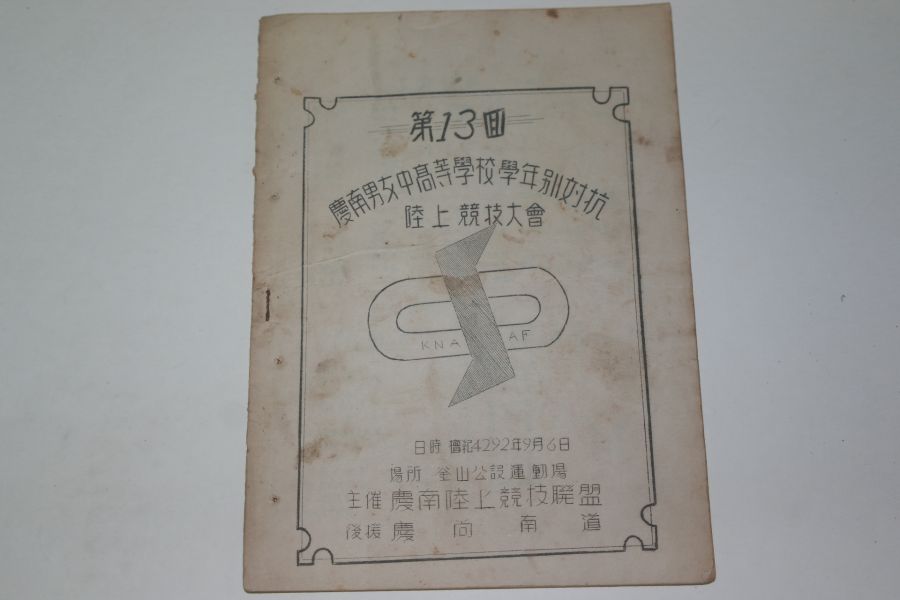 第13回
慶南男女中高等學校學年別対抗
陸上競技大會
KNA AF
日時 檀紀4292年9月6日
場所 釜山公設運動場
主催 慶南陸上競技聯盟
後援 慶尚南道